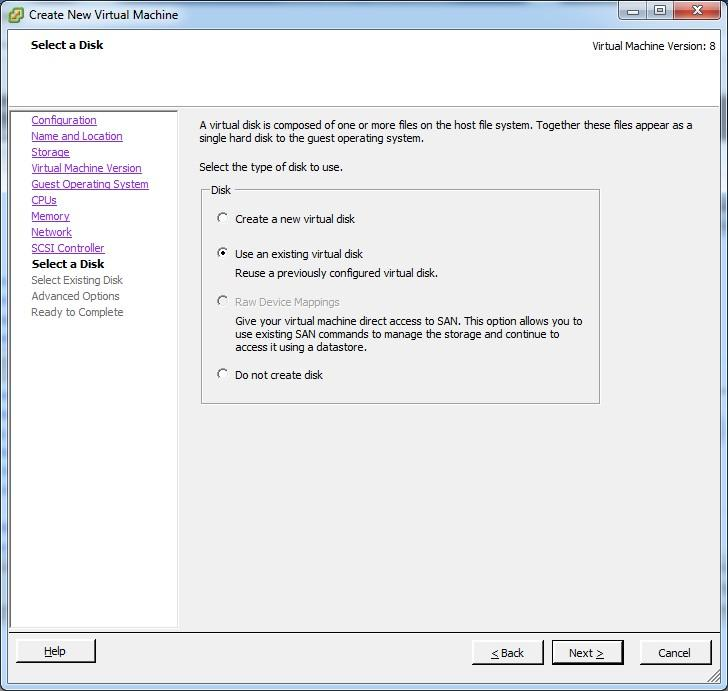 Create New Virtual Machine
Select a Disk
Virtual Machine Version: 8
Configuration
Name and Location
Storage
Virtual Machine Version
Guest Operating System
CPUs
Memory
Network
SCSI Controller
Select a Disk
Select Existing Disk
Advanced Options
Ready to Complete
A virtual disk is composed of one or more files on the host file system. Together these files appear as a
single hard disk to the guest operating system.
Select the type of disk to use.
Disk
Create a new virtual disk
Use an existing virtual disk
Reuse a previously configured virtual disk.
Raw Device Mappings
Give your virtual machine direct access to SAN. This option allows you to
use existing SAN commands to manage the storage and continue to
access it using a datastore.
Do not create disk
Help
< Back
Next >
Cancel